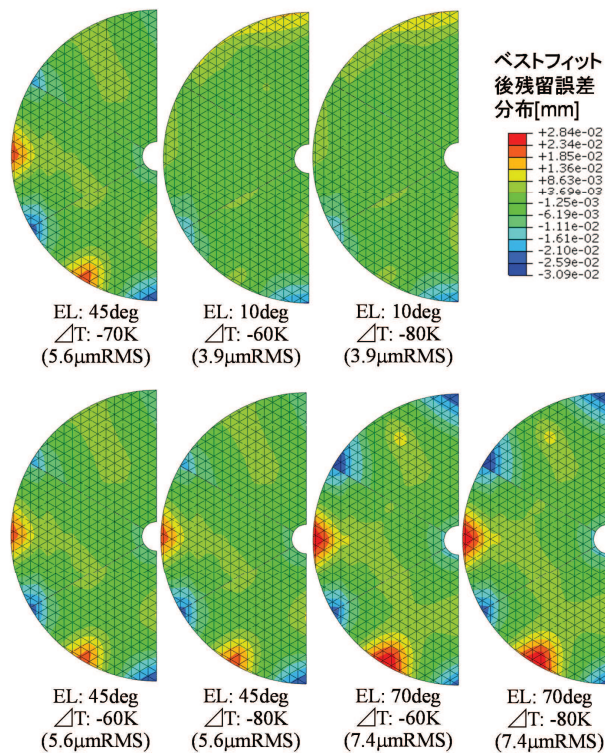 ベストフィット
後残留誤差
分布[mm]
+2.84e-02
+2.34e-02
+1.85e-02
+1.36e-02
+8.63e-03
+3.69e-03
-1.25e-03
-6.19e-03
-1.11e-02
-1.61e-02
-2.10e-02
-2.59e-02
-3.09e-02
EL: 45deg
⊿T: -70K
(5.6μmRMS)
EL: 10deg
⊿T: -60K
(3.9μmRMS)
EL: 10deg
⊿T: -80K
(3.9μmRMS)
EL: 45deg
⊿T: -60K
(5.6μmRMS)
EL: 45deg
⊿T: -80K
(5.6μmRMS)
EL: 70deg
⊿T: -60K
(7.4μmRMS)
EL: 70deg
⊿T: -80K
(7.4μmRMS)